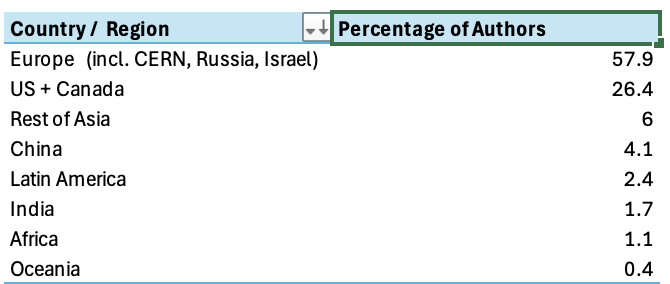 Country / Region Percentage of Authors
Europe (incl. CERN, Russia, Israel) 57.9
US + Canada 26.4
Rest of Asia 6
China 4.1
Latin America 2.4
India 1.7
Africa 1.1
Oceania 0.4